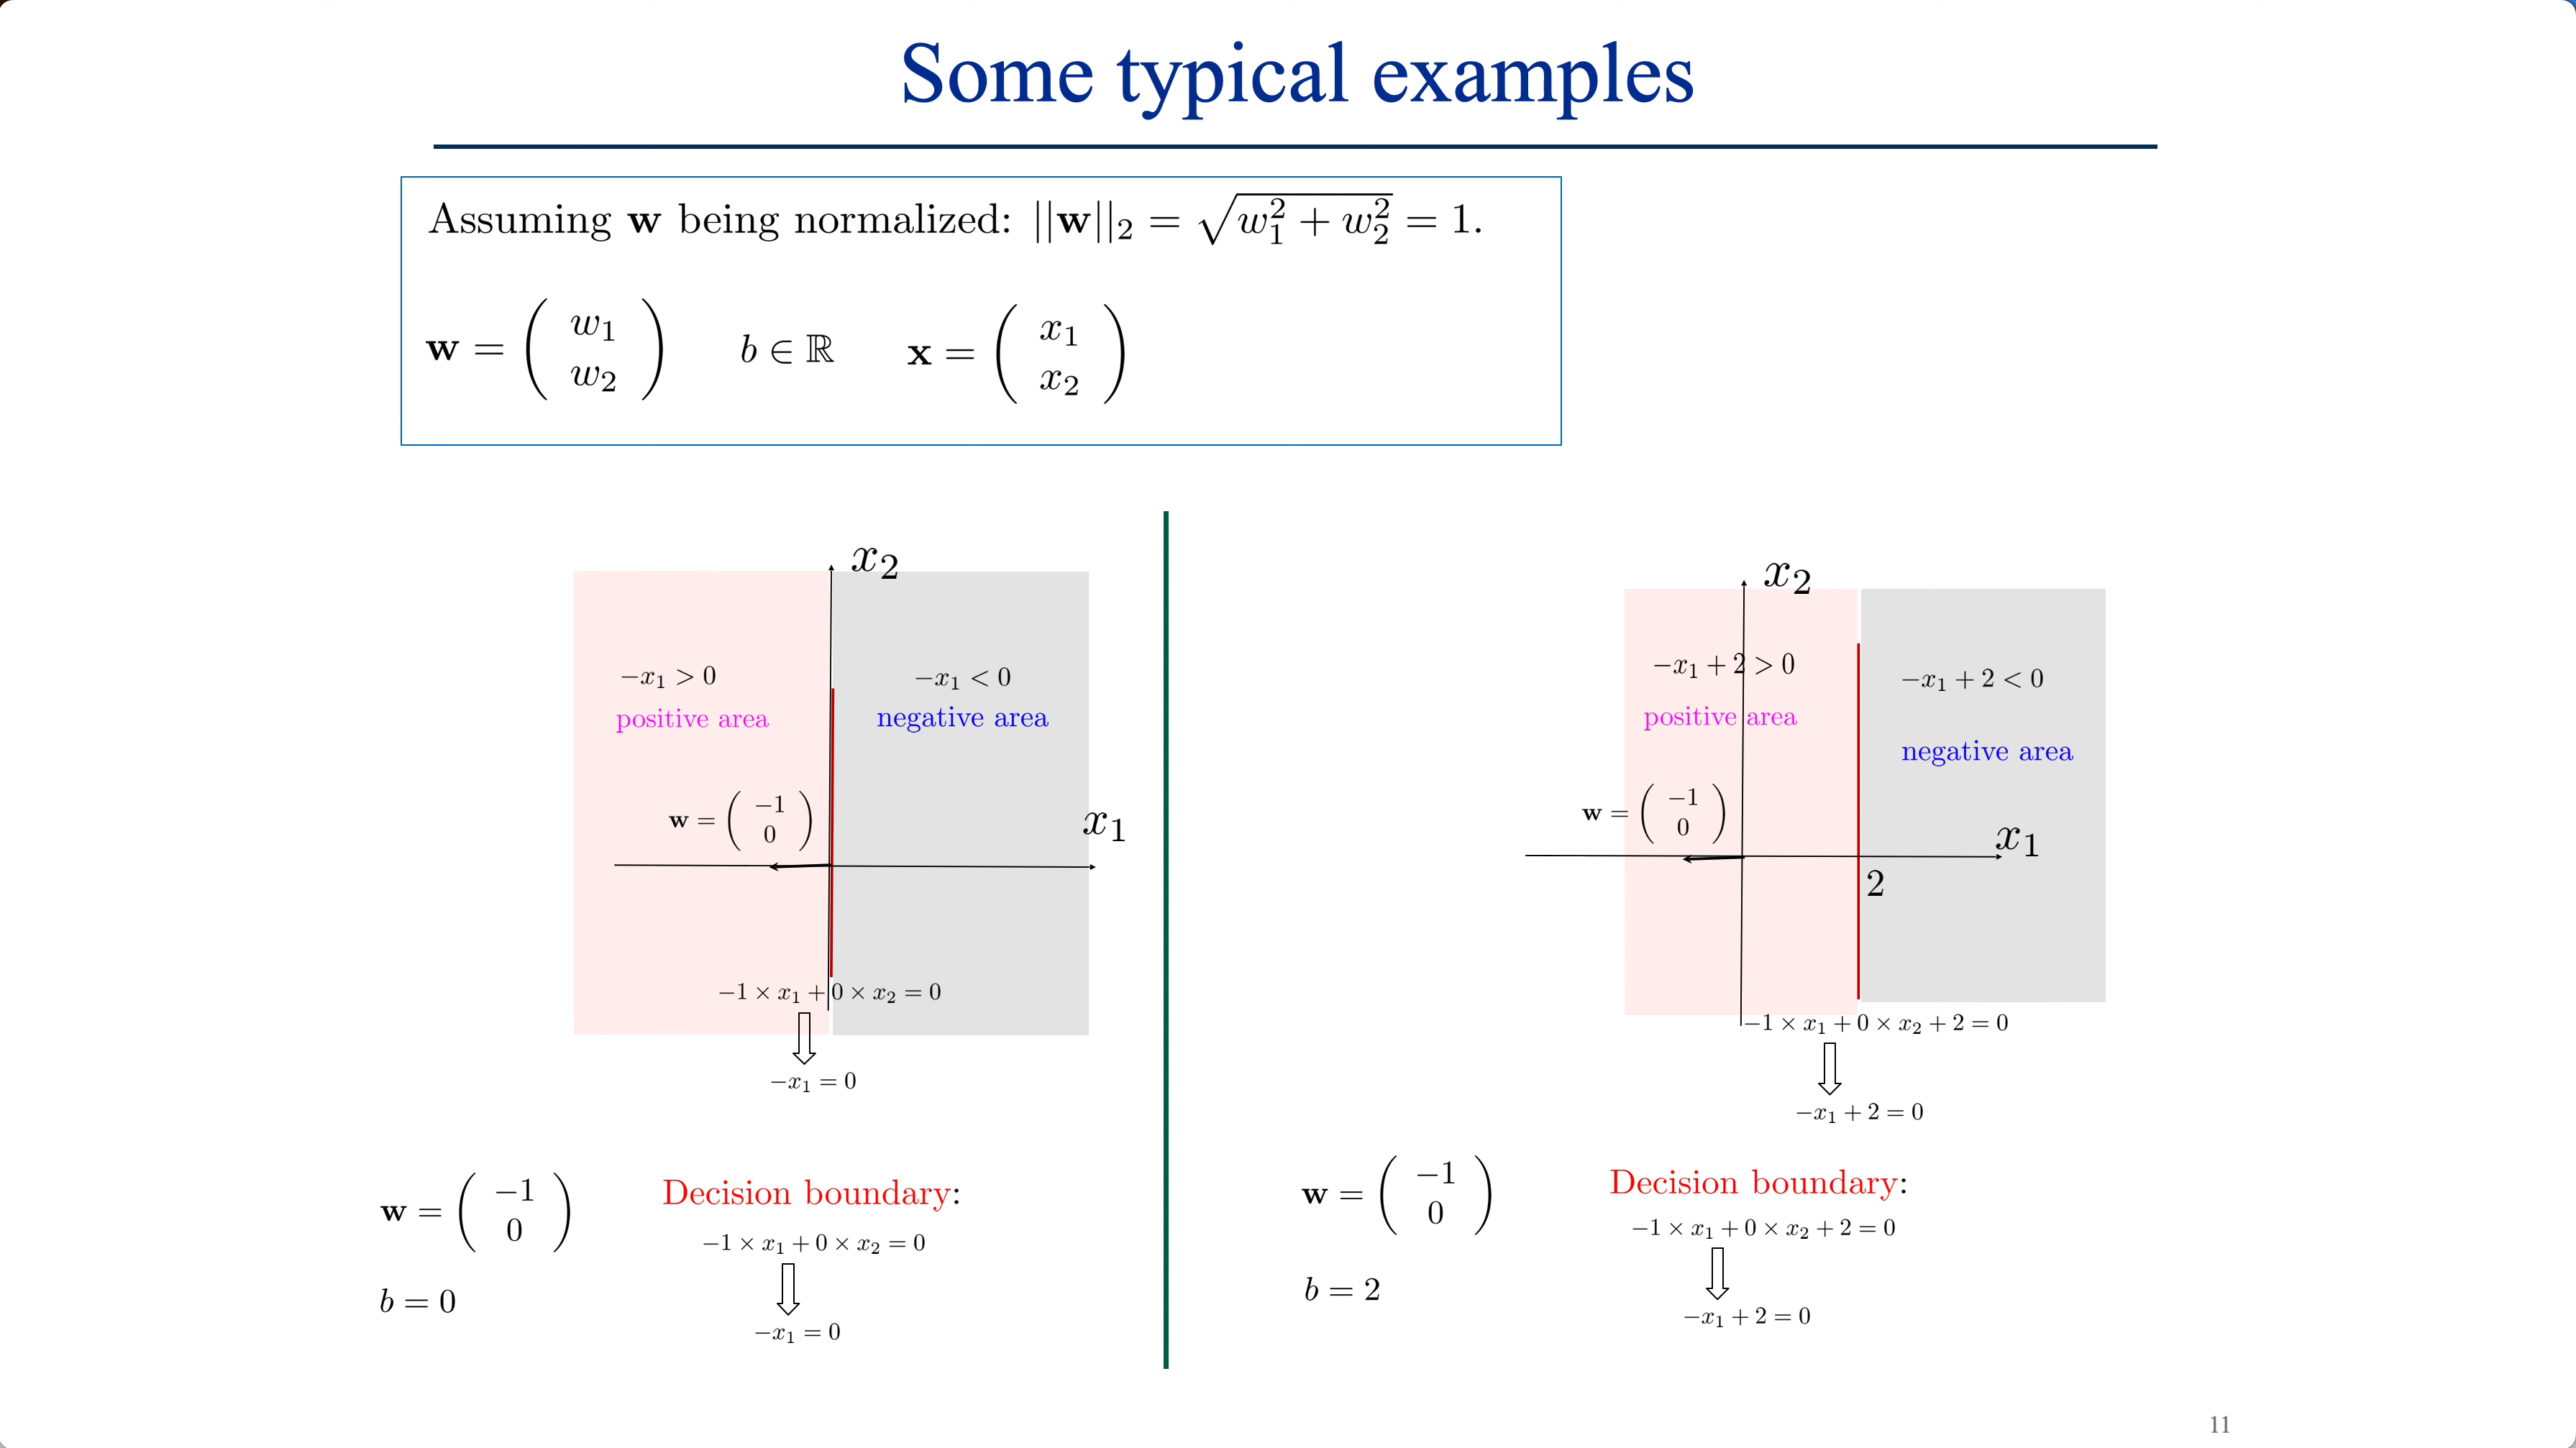 Some typical examples
Assuming w being normalized: ||w||₂ = √(w₁² + w₂²) = 1.
w = ( w₁ w₂ ) b ∈ ℝ x = ( x₁ x₂ )
x₂
−x₁ > 0
−x₁ < 0
positive area
negative area
w = ( −1 0 )
x₁
−1 × x₁ + 0 × x₂ = 0
−x₁ = 0
w = ( −1 0 )
b = 0
Decision boundary:
−1 × x₁ + 0 × x₂ = 0
−x₁ = 0
x₂
−x₁ + 2 > 0
−x₁ + 2 < 0
positive area
negative area
w = ( −1 0 )
x₁
2
−1 × x₁ + 0 × x₂ + 2 = 0
−x₁ + 2 = 0
w = ( −1 0 )
b = 2
Decision boundary:
−1 × x₁ + 0 × x₂ + 2 = 0
−x₁ + 2 = 0
11